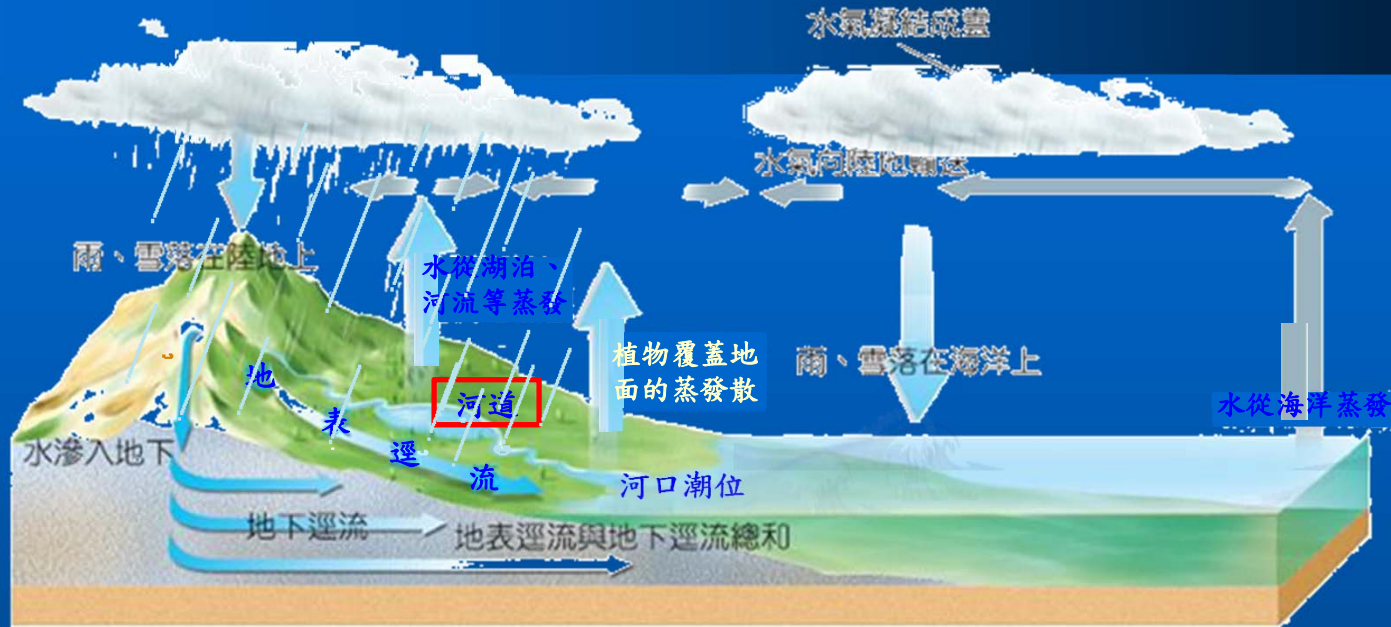 水氣凝結成雲
水氣向陸地輸送
雨、雪落在陸地上
水從湖泊、
河流等蒸發
植物覆蓋地
面的蒸發散
雨、雪落在海洋上
水從海洋蒸發
河道
地表逕流
水滲入地下
河口潮位
地下逕流
地表逕流與地下逕流總和